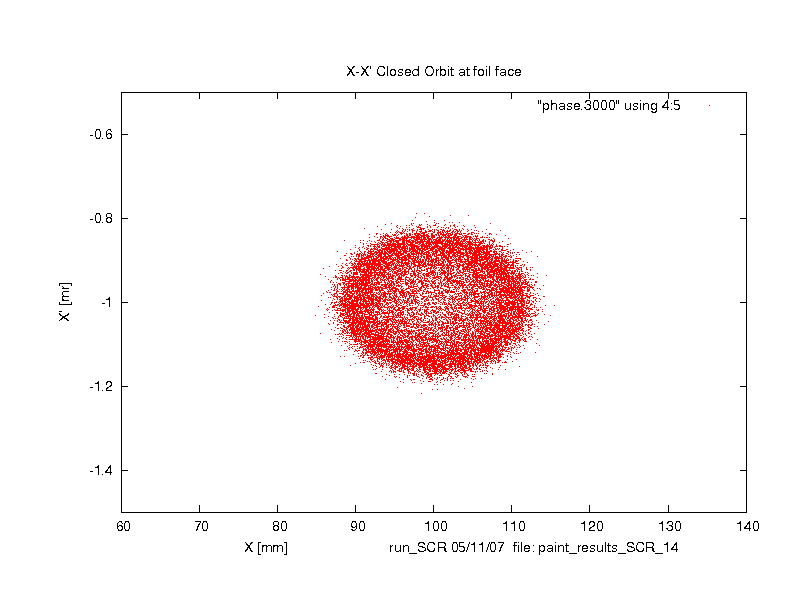 X-X' Closed Orbit at foil face
"phase.3000" using 4:5
-0.6
-0.8
-1
-1.2
-1.4
X' [mr]
60 70 80 90 100 110 120 130 140
X [mm] run_SCR 05/11/07 file: paint_results_SCR_14